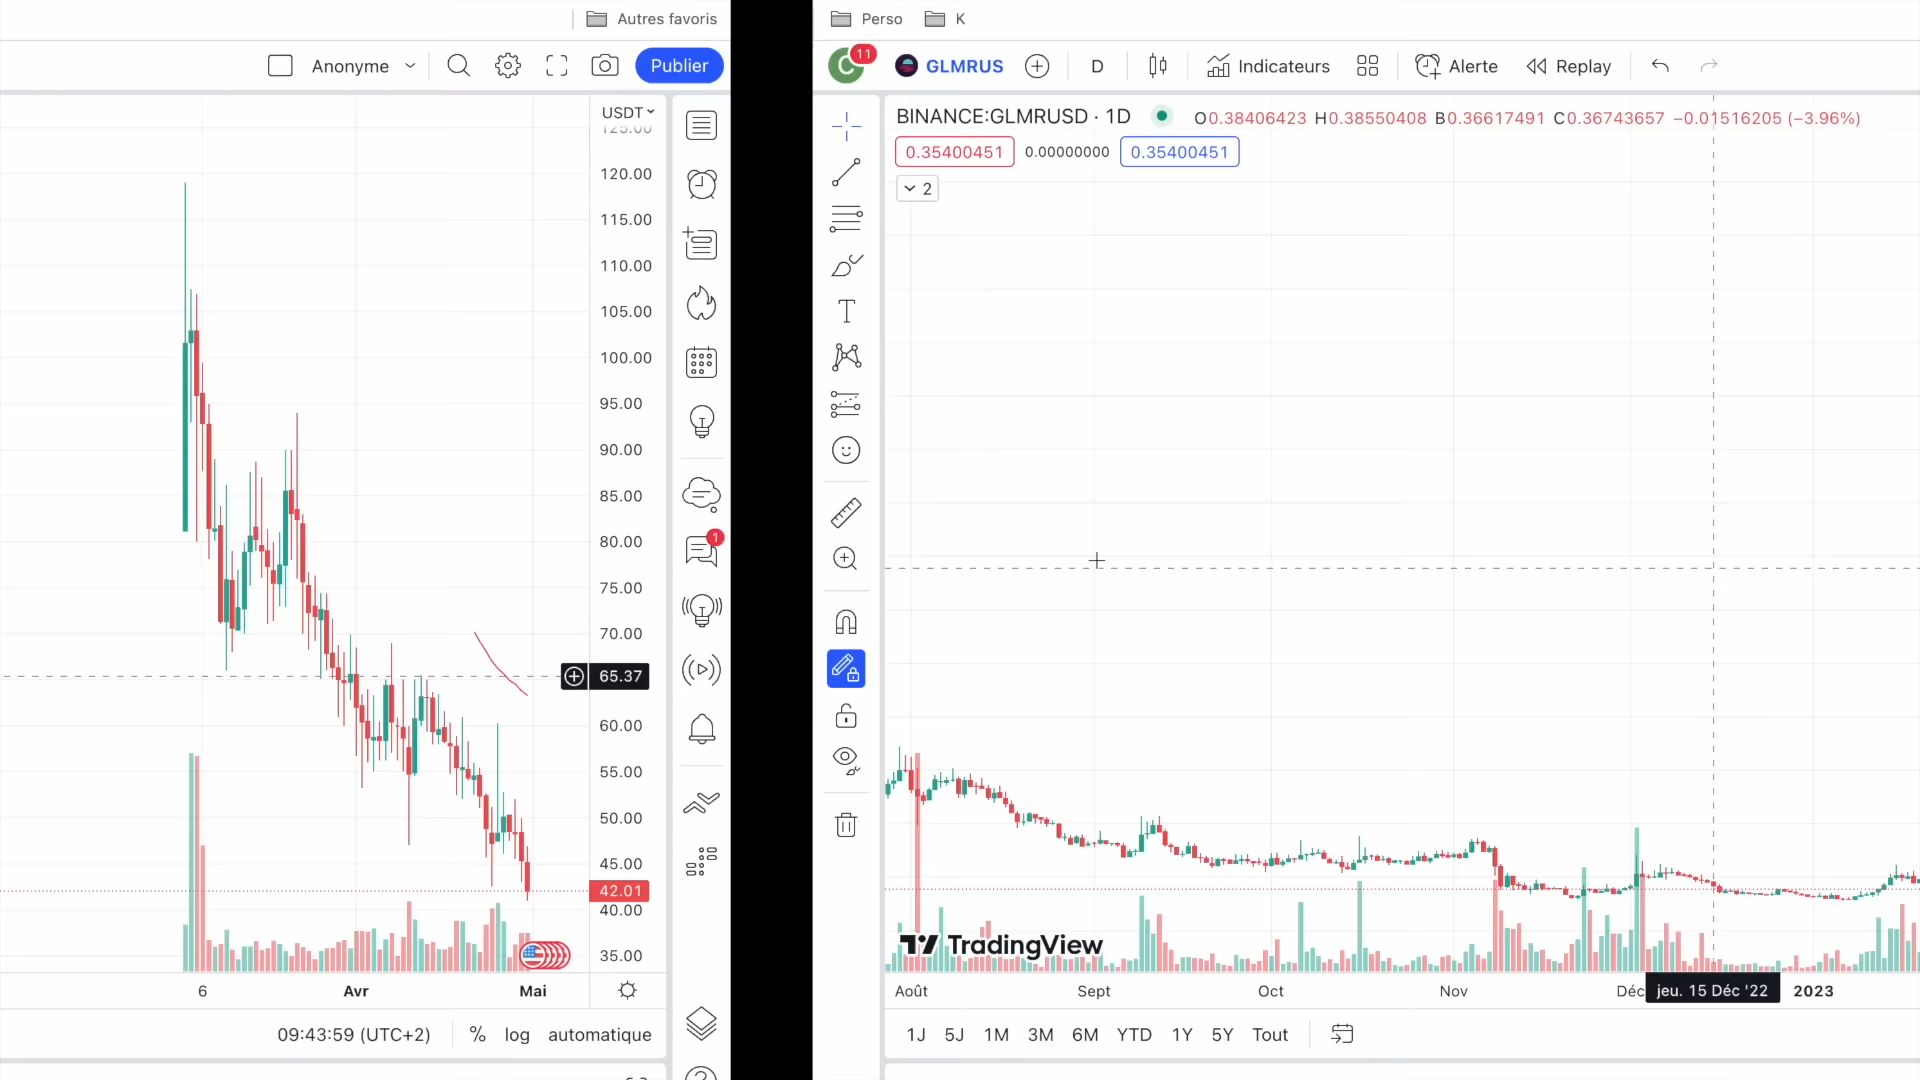 Autres favoris
Anonyme
Publier
USDT
125.00
120.00
115.00
110.00
105.00
100.00
95.00
90.00
85.00
80.00
75.00
70.00
65.37
60.00
55.00
50.00
45.00
42.01
40.00
35.00
1
6 Avr Mai
09:43:59 (UTC+2) % log automatique
Perso K
C 11 GLMRUS D Indicateurs Alerte Replay
BINANCE:GLMRUSD · 1D O0.38406423 H0.38550408 B0.36617491 C0.36743657 −0.01516205 (−3.96%)
0.35400451 0.00000000 0.35400451
2
T
TradingView
Août Sept Oct Nov Déc jeu. 15 Déc '22 2023
1J 5J 1M 3M 6M YTD 1Y 5Y Tout